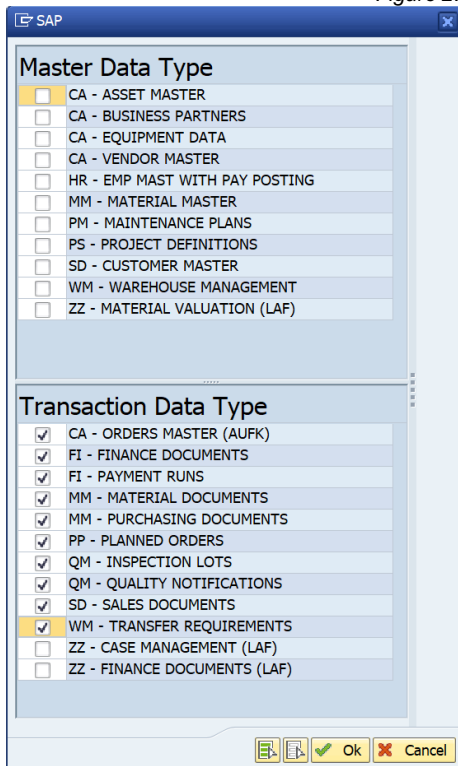 Figure 2.
SAP
Master Data Type
CA - ASSET MASTER
CA - BUSINESS PARTNERS
CA - EQUIPMENT DATA
CA - VENDOR MASTER
HR - EMP MAST WITH PAY POSTING
MM - MATERIAL MASTER
PM - MAINTENANCE PLANS
PS - PROJECT DEFINITIONS
SD - CUSTOMER MASTER
WM - WAREHOUSE MANAGEMENT
ZZ - MATERIAL VALUATION (LAF)
Transaction Data Type
CA - ORDERS MASTER (AUFK)
FI - FINANCE DOCUMENTS
FI - PAYMENT RUNS
MM - MATERIAL DOCUMENTS
MM - PURCHASING DOCUMENTS
PP - PLANNED ORDERS
QM - INSPECTION LOTS
QM - QUALITY NOTIFICATIONS
SD - SALES DOCUMENTS
WM - TRANSFER REQUIREMENTS
ZZ - CASE MANAGEMENT (LAF)
ZZ - FINANCE DOCUMENTS (LAF)
Ok Cancel